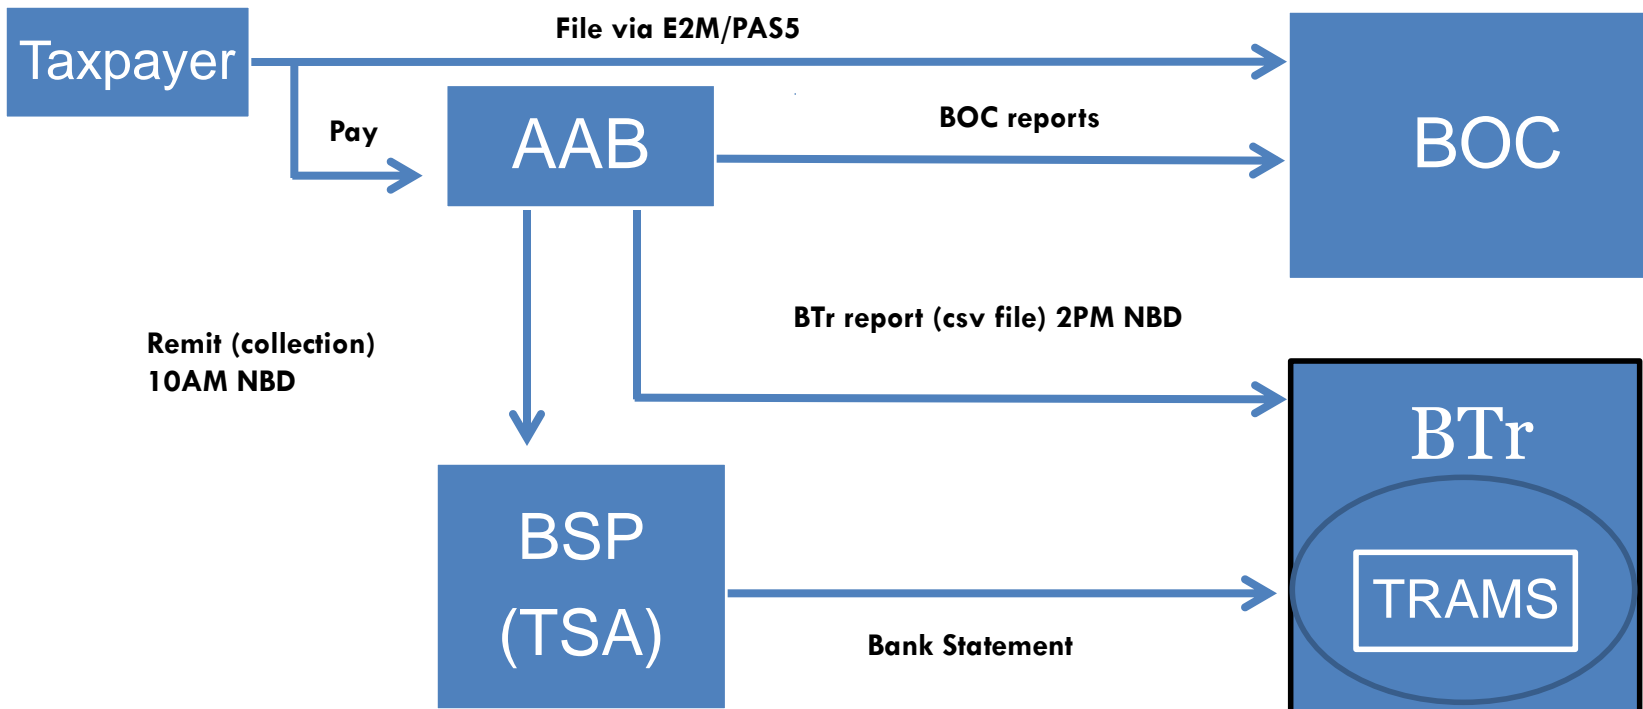 File via E2M/PAS5
Taxpayer
Pay
AAB
BOC reports
BOC
Remit (collection)
10AM NBD
BTr report (csv file) 2PM NBD
BTr
BSP
(TSA)
TRAMS
Bank Statement